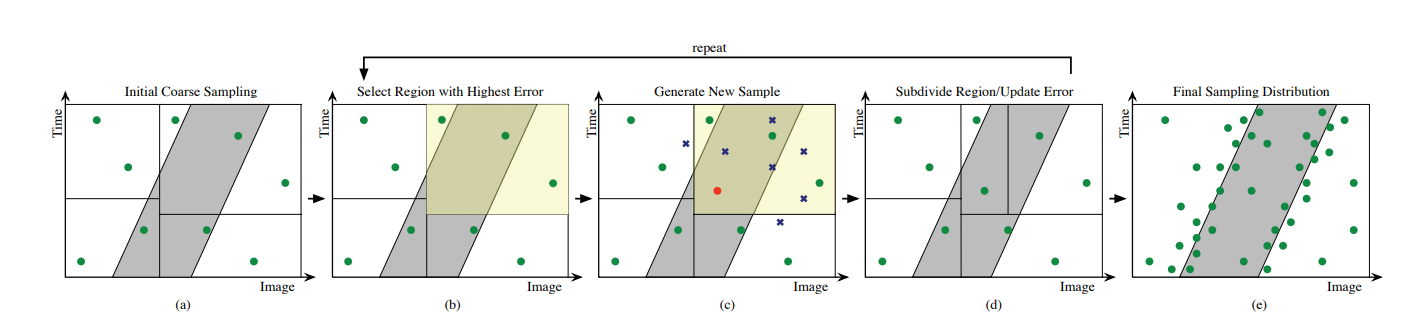 repeat
Initial Coarse Sampling
Select Region with Highest Error
Generate New Sample
Subdivide Region/Update Error
Final Sampling Distribution
Time
Time
Time
Time
Time
Image
Image
Image
Image
Image
(a)
(b)
(c)
(d)
(e)